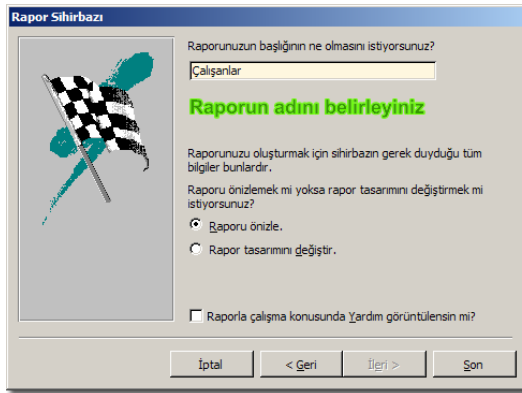 Rapor Sihirbazı
Raporunuzun başlığının ne olmasını istiyorsunuz?
Çalışanlar
Raporun adını belirleyiniz
Raporunuzu oluşturmak için sihirbazın gerek duyduğu tüm
bilgiler bunlardır.
Raporu önizlemek mi yoksa rapor tasarımını değiştirmek mi
istiyorsunuz?
Raporu önizle.
Rapor tasarımını değiştir.
Raporla çalışma konusunda Yardım görüntülensin mi?
İptal
< Geri
İleri >
Son